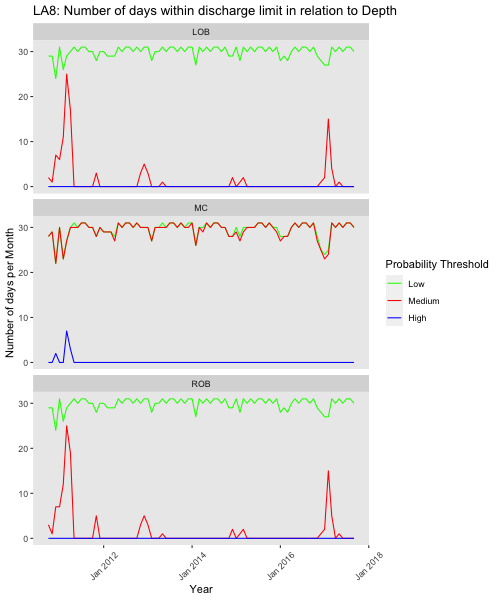 LA8: Number of days within discharge limit in relation to Depth
LOB
30
20
10
0
MC
30
20
10
0
ROB
30
20
10
0
Number of days per Month
Jan 2012
Jan 2014
Jan 2016
Jan 2018
Year
Probability Threshold
Low
Medium
High